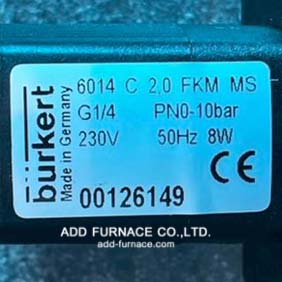 bürkert
Made in Germany
6014 C 2,0 FKM MS
G1/4 PN0-10bar
230V 50Hz 8W
CE
00126149
ADD FURNACE CO.,LTD.
add-furnace.com